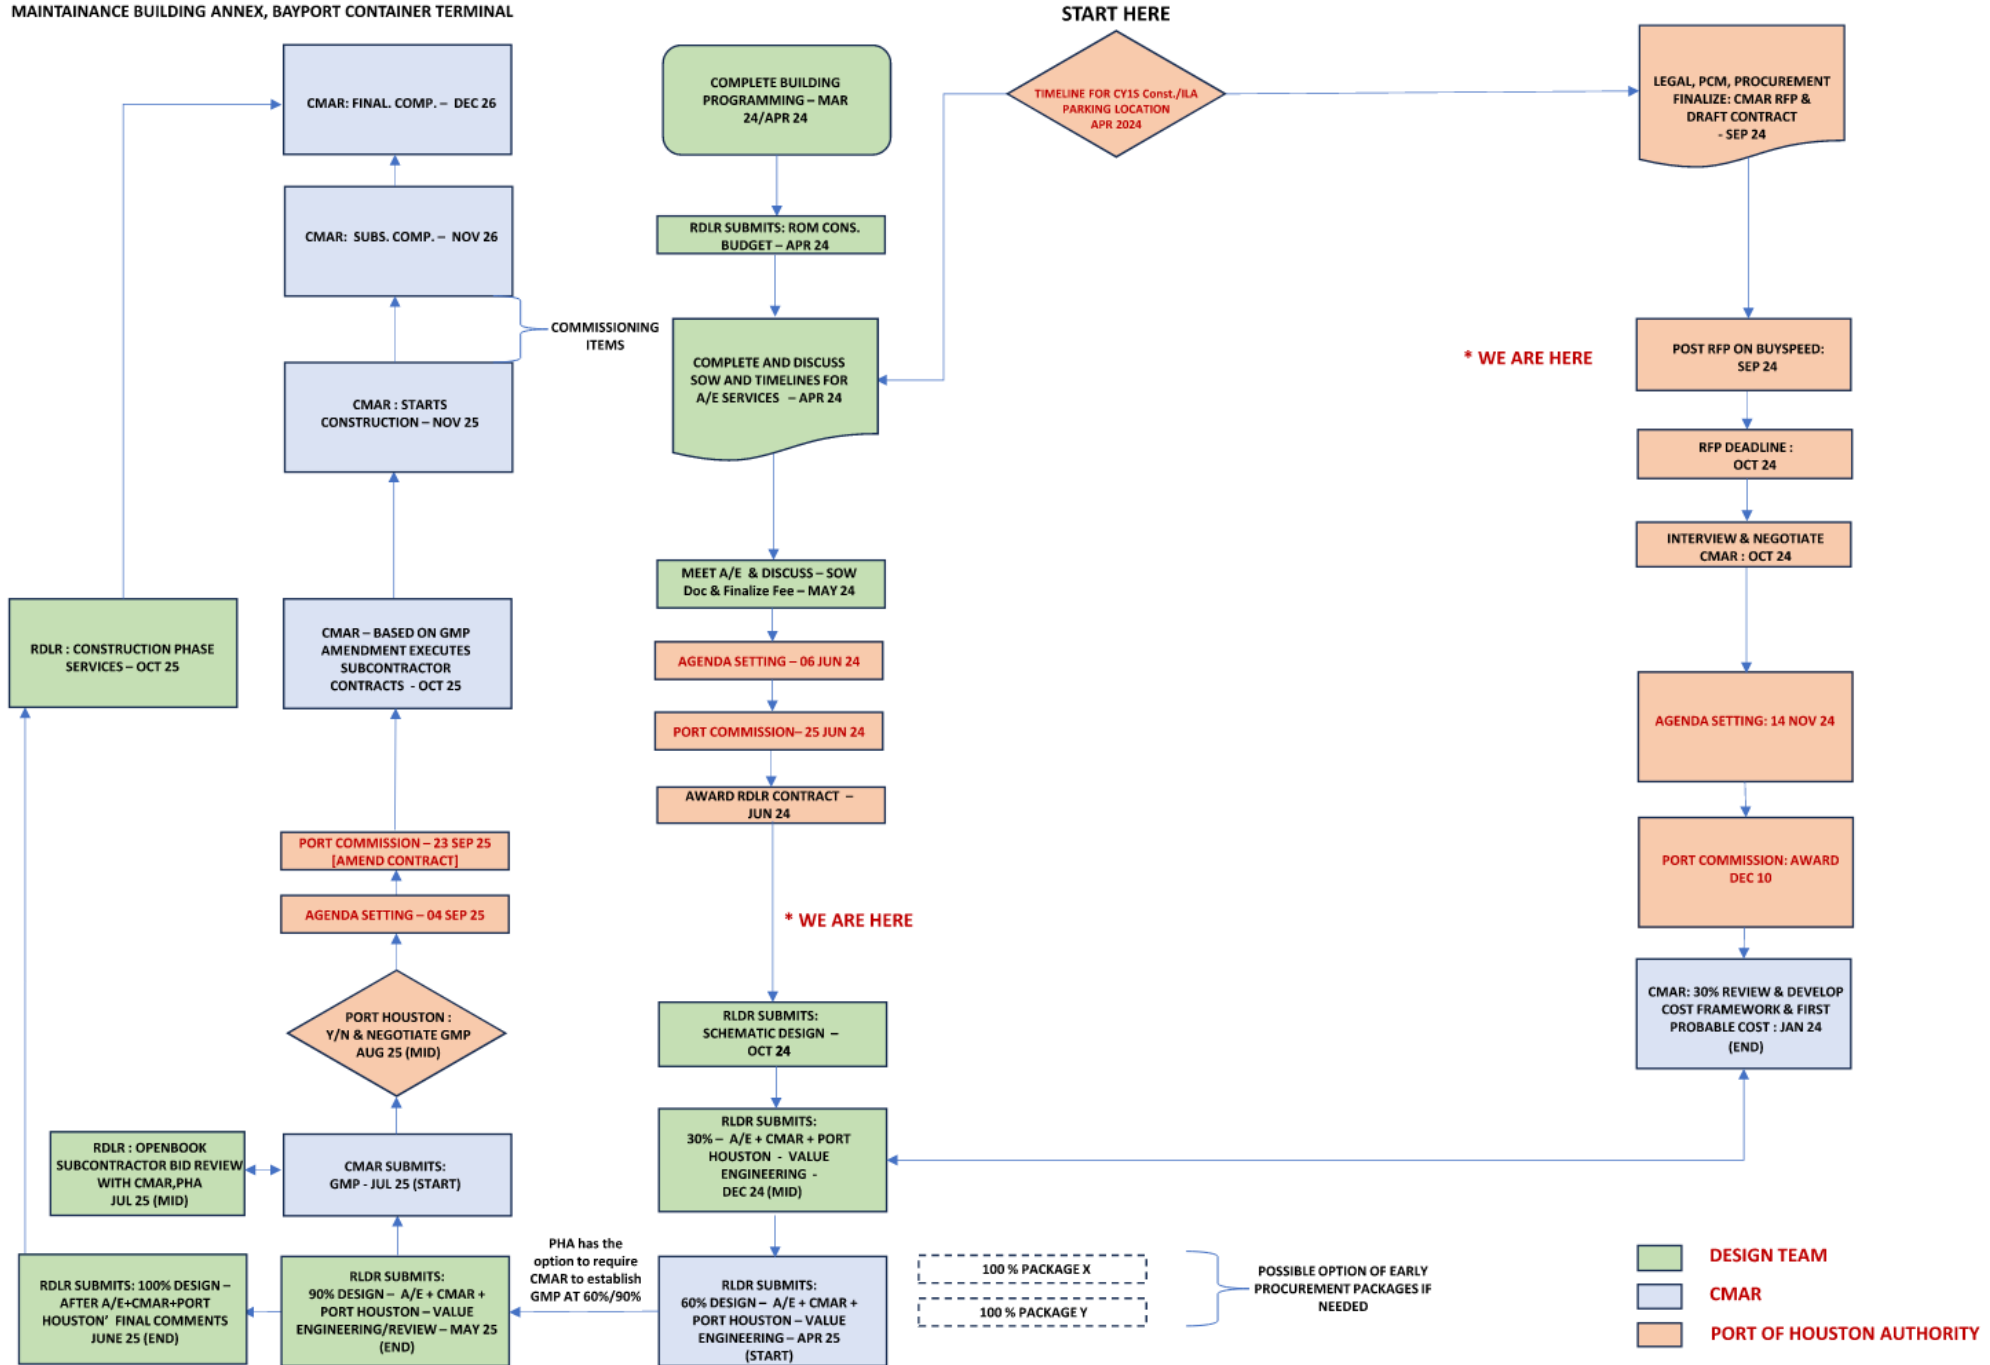 MAINTAINANCE BUILDING ANNEX, BAYPORT CONTAINER TERMINAL
START HERE
CMAR: FINAL. COMP. – DEC 26
CMAR: SUBS. COMP. – NOV 26
COMMISSIONING
ITEMS
CMAR : STARTS
CONSTRUCTION – NOV 25
RDLR : CONSTRUCTION PHASE
SERVICES – OCT 25
CMAR – BASED ON GMP
AMENDMENT EXECUTES
SUBCONTRACTOR
CONTRACTS - OCT 25
PORT COMMISSION – 23 SEP 25
[AMEND CONTRACT]
AGENDA SETTING – 04 SEP 25
PORT HOUSTON :
Y/N & NEGOTIATE GMP
AUG 25 (MID)
RDLR : OPENBOOK
SUBCONTRACTOR BID REVIEW
WITH CMAR,PHA
JUL 25 (MID)
CMAR SUBMITS:
GMP - JUL 25 (START)
RDLR SUBMITS: 100% DESIGN –
AFTER A/E+CMAR+PORT
HOUSTON' FINAL COMMENTS
JUNE 25 (END)
RLDR SUBMITS:
90% DESIGN – A/E + CMAR +
PORT HOUSTON – VALUE
ENGINEERING/REVIEW – MAY 25
(END)
PHA has the
option to require
CMAR to establish
GMP AT 60%/90%
COMPLETE BUILDING
PROGRAMMING – MAR
24/APR 24
RDLR SUBMITS: ROM CONS.
BUDGET – APR 24
COMPLETE AND DISCUSS
SOW AND TIMELINES FOR
A/E SERVICES – APR 24
MEET A/E & DISCUSS – SOW
Doc & Finalize Fee – MAY 24
AGENDA SETTING – 06 JUN 24
PORT COMMISSION– 25 JUN 24
AWARD RDLR CONTRACT –
JUN 24
* WE ARE HERE
RLDR SUBMITS:
SCHEMATIC DESIGN –
OCT 24
RLDR SUBMITS:
30% – A/E + CMAR + PORT
HOUSTON - VALUE
ENGINEERING -
DEC 24 (MID)
RLDR SUBMITS:
60% DESIGN – A/E + CMAR +
PORT HOUSTON – VALUE
ENGINEERING – APR 25
(START)
100 % PACKAGE X
100 % PACKAGE Y
POSSIBLE OPTION OF EARLY
PROCUREMENT PACKAGES IF
NEEDED
TIMELINE FOR CY1S Const./ILA
PARKING LOCATION
APR 2024
LEGAL, PCM, PROCUREMENT
FINALIZE: CMAR RFP &
DRAFT CONTRACT
- SEP 24
* WE ARE HERE
POST RFP ON BUYSPEED:
SEP 24
RFP DEADLINE :
OCT 24
INTERVIEW & NEGOTIATE
CMAR : OCT 24
AGENDA SETTING: 14 NOV 24
PORT COMMISSION: AWARD
DEC 10
CMAR: 30% REVIEW & DEVELOP
COST FRAMEWORK & FIRST
PROBABLE COST : JAN 24
(END)
DESIGN TEAM
CMAR
PORT OF HOUSTON AUTHORITY